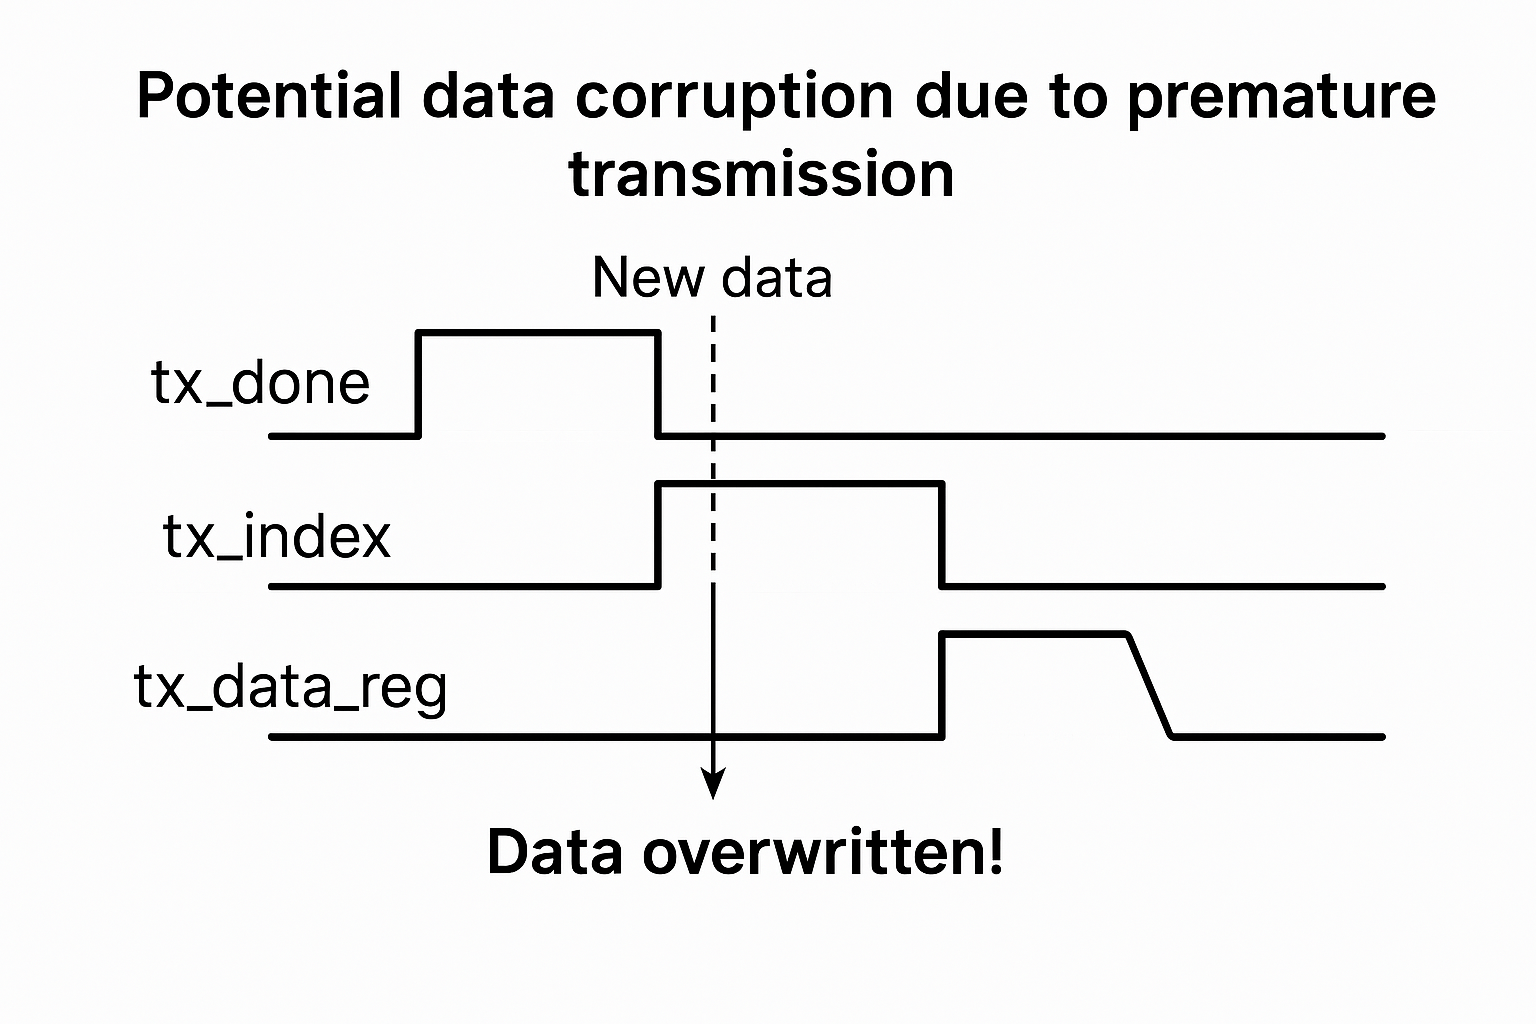 Potential data corruption due to premature
transmission
New data
tx_done
tx_index
tx_data_reg
Data overwritten!